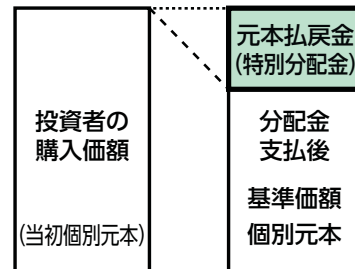 投資者の
購入価額
(当初個別元本)
元本払戻金
(特別分配金)
分配金
支払後
基準価額
個別元本